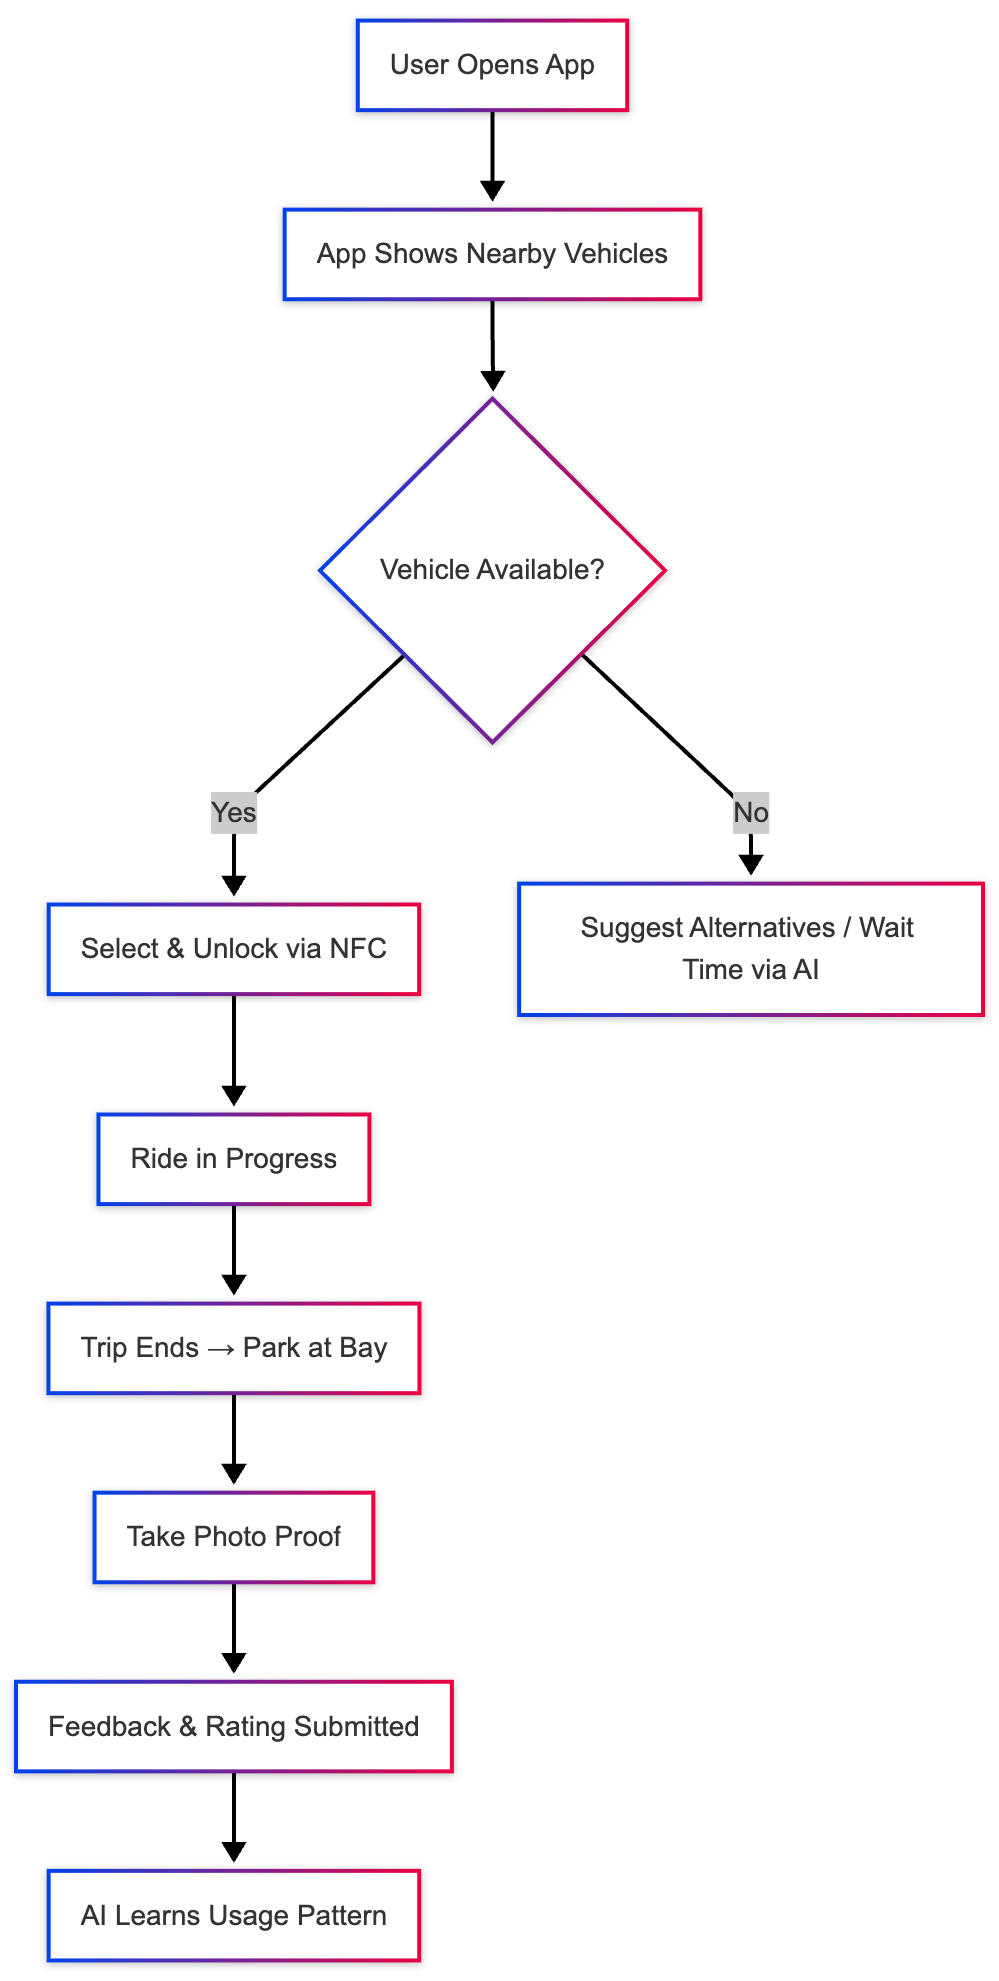 User Opens App
App Shows Nearby Vehicles
Vehicle Available?
Yes
No
Select & Unlock via NFC
Suggest Alternatives / Wait
Time via AI
Ride in Progress
Trip Ends → Park at Bay
Take Photo Proof
Feedback & Rating Submitted
AI Learns Usage Pattern